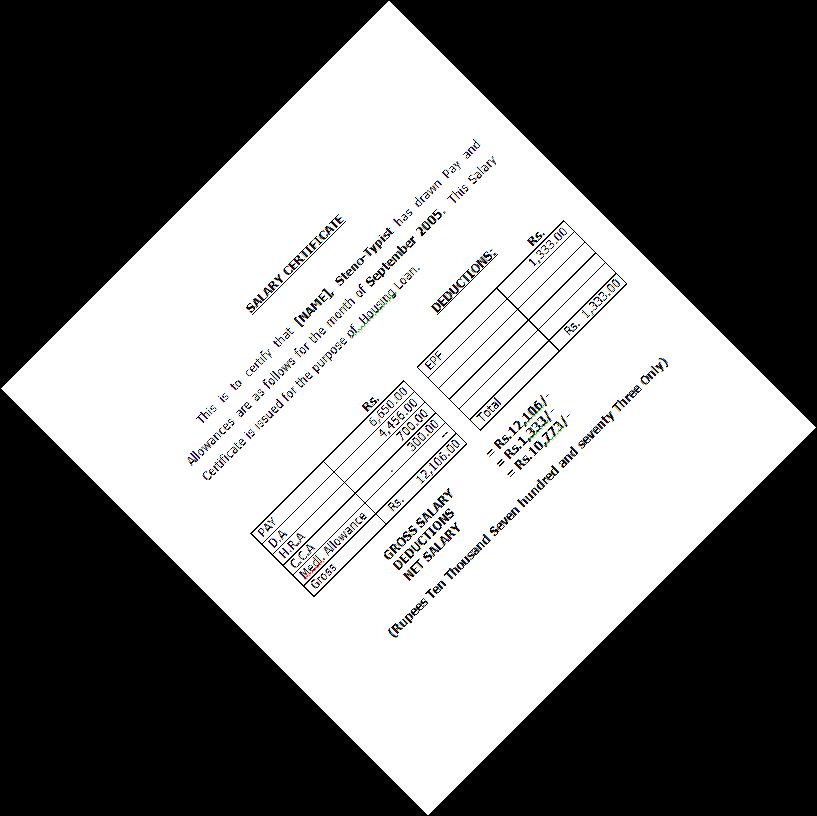 SALARY CERTIFICATE
This is to certify that [NAME], Steno-Typist has drawn Pay and
Allowances are as follows for the month of September 2005. This Salary
Certificate is issued for the purpose of Housing Loan.
DEDUCTIONS:
Rs.
PAY 6,650.00
D.A 4,456.00
H.R.A 700.00
C.C.A 300.00
Medl. Allowance –
Gross Rs. 12,106.00
Rs.
EPF 1,333.00
Total Rs. 1,333.00
GROSS SALARY = Rs.12,106/-
DEDUCTIONS = Rs.1,333/-
NET SALARY = Rs.10,773/-
(Rupees Ten Thousand Seven hundred and seventy Three Only)